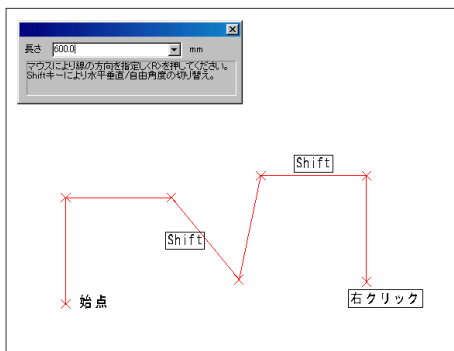 長さ 600.0 mm
マウスにより線の方向を指定し<R>を押してください。
Shiftキーにより水平垂直/自由角度の切り替え。
Shift
Shift
始点
右クリック